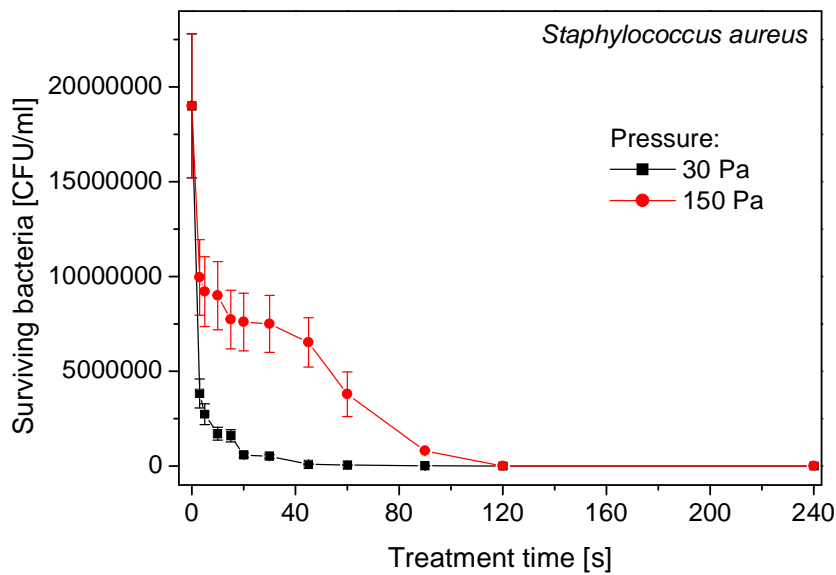 Staphylococcus aureus
Surviving bacteria [CFU/ml]
20000000
15000000
10000000
5000000
0
Pressure:
30 Pa
150 Pa
0 40 80 120 160 200 240
Treatment time [s]